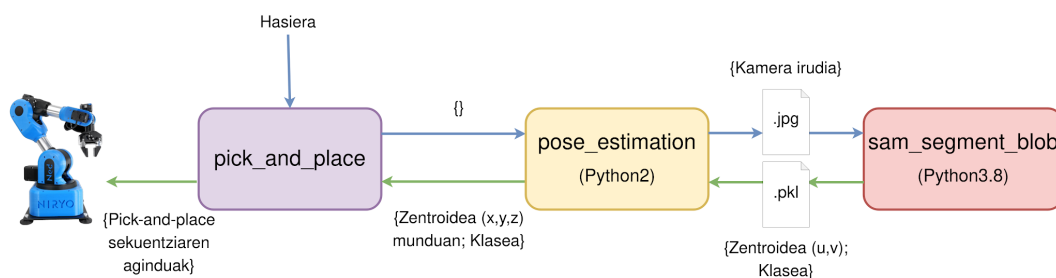 Hasiera
{Kamera irudia}
{}
.jpg
pick_and_place
pose_estimation
(Python2)
sam_segment_blob
(Python3.8)
.pkl
NIRYO
{Pick-and-place
sekuentziaren
aginduak}
{Zentroidea (x,y,z)
munduan; Klasea}
{Zentroidea (u,v);
Klasea}